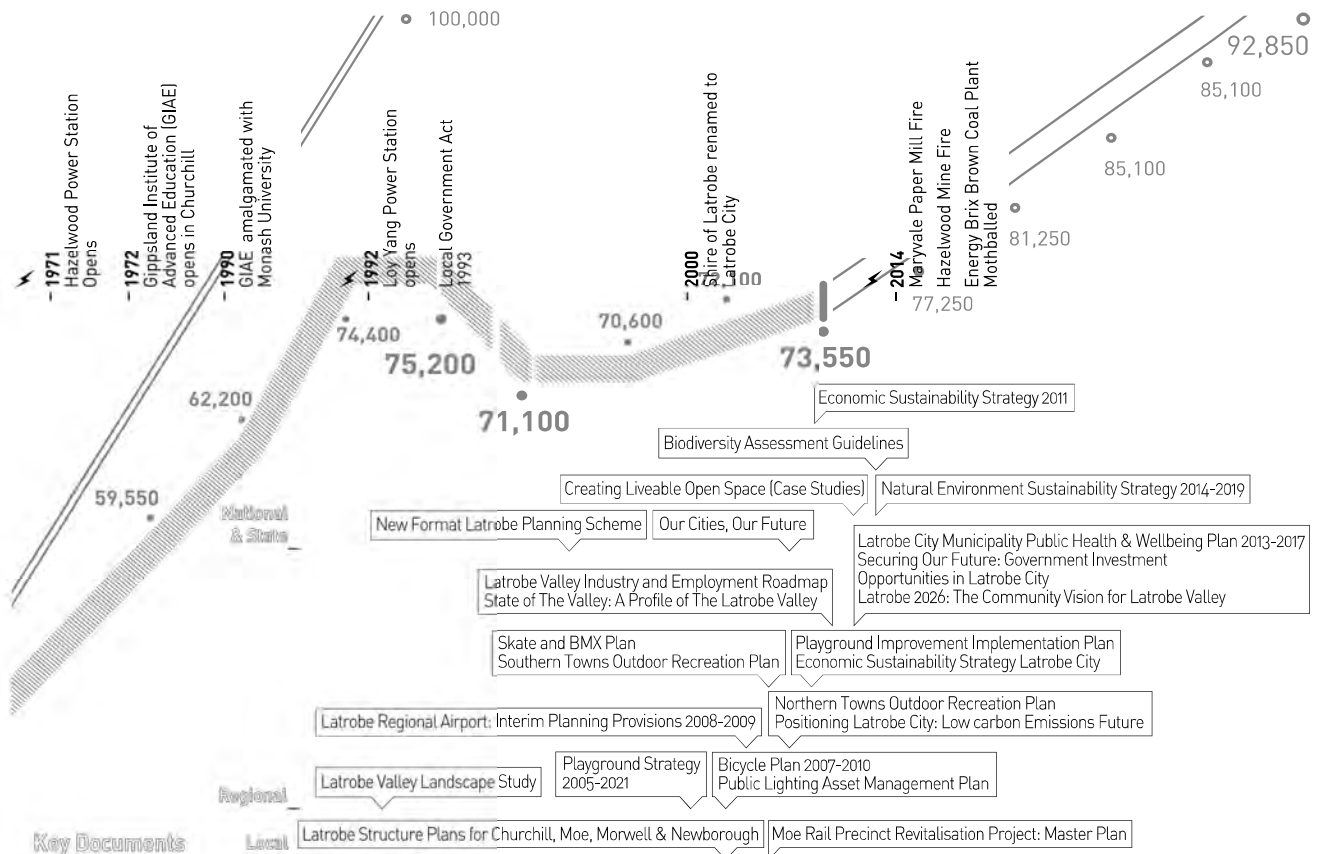 100,000
92,850
85,100
85,100
81,250
77,250
1971
Hazelwood Power Station
Opens
1972
Gippsland Institute of
Advanced Education (GIAE)
opens in Churchill
1990
GIAE amalgamated with
Monash University
1992
Loy Yang Power Station
opens
Local Government Act
1993
2000
Shire of Latrobe renamed to
Latrobe City
2014
Maryvale Paper Mill Fire
Hazelwood Mine Fire
Energy Brix Brown Coal Plant
Mothballed
74,400
75,200
70,600
73,550
71,100
62,200
59,550
Economic Sustainability Strategy 2011
Biodiversity Assessment Guidelines
Creating Liveable Open Space (Case Studies)
Natural Environment Sustainability Strategy 2014-2019
National
& State
New Format Latrobe Planning Scheme
Our Cities, Our Future
Latrobe City Municipality Public Health & Wellbeing Plan 2013-2017
Securing Our Future: Government Investment
Opportunities in Latrobe City
Latrobe 2026: The Community Vision for Latrobe Valley
Latrobe Valley Industry and Employment Roadmap
State of The Valley: A Profile of The Latrobe Valley
Skate and BMX Plan
Southern Towns Outdoor Recreation Plan
Playground Improvement Implementation Plan
Economic Sustainability Strategy Latrobe City
Northern Towns Outdoor Recreation Plan
Positioning Latrobe City: Low carbon Emissions Future
Latrobe Regional Airport: Interim Planning Provisions 2008-2009
Playground Strategy
2005-2021
Bicycle Plan 2007-2010
Public Lighting Asset Management Plan
Latrobe Valley Landscape Study
Regional
Key Documents
Local
Latrobe Structure Plans for Churchill, Moe, Morwell & Newborough
Moe Rail Precinct Revitalisation Project: Master Plan